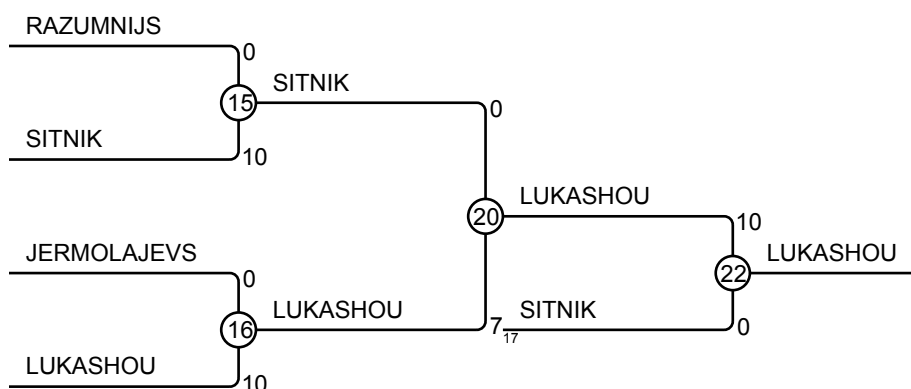 RAZUMNIJS
0
15
SITNIK
0
SITNIK
10
20
LUKASHOU
10
JERMOLAJEVS
0
22
LUKASHOU
16
LUKASHOU
7
17
SITNIK
0
LUKASHOU
10